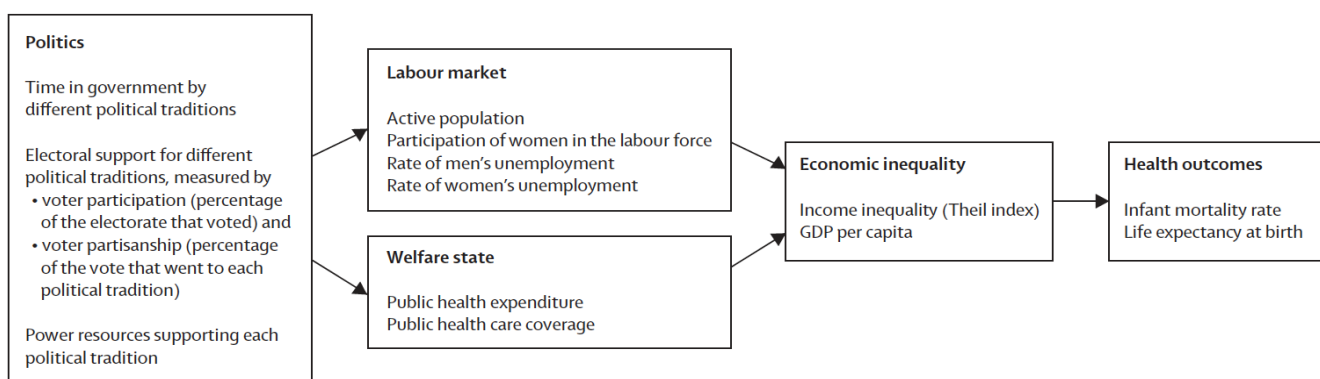 Politics
Time in government by
different political traditions
Electoral support for different
political traditions, measured by
• voter participation (percentage
of the electorate that voted) and
• voter partisanship (percentage
of the vote that went to each
political tradition)
Power resources supporting each
political tradition
Labour market
Active population
Participation of women in the labour force
Rate of men's unemployment
Rate of women's unemployment
Welfare state
Public health expenditure
Public health care coverage
Economic inequality
Income inequality (Theil index)
GDP per capita
Health outcomes
Infant mortality rate
Life expectancy at birth